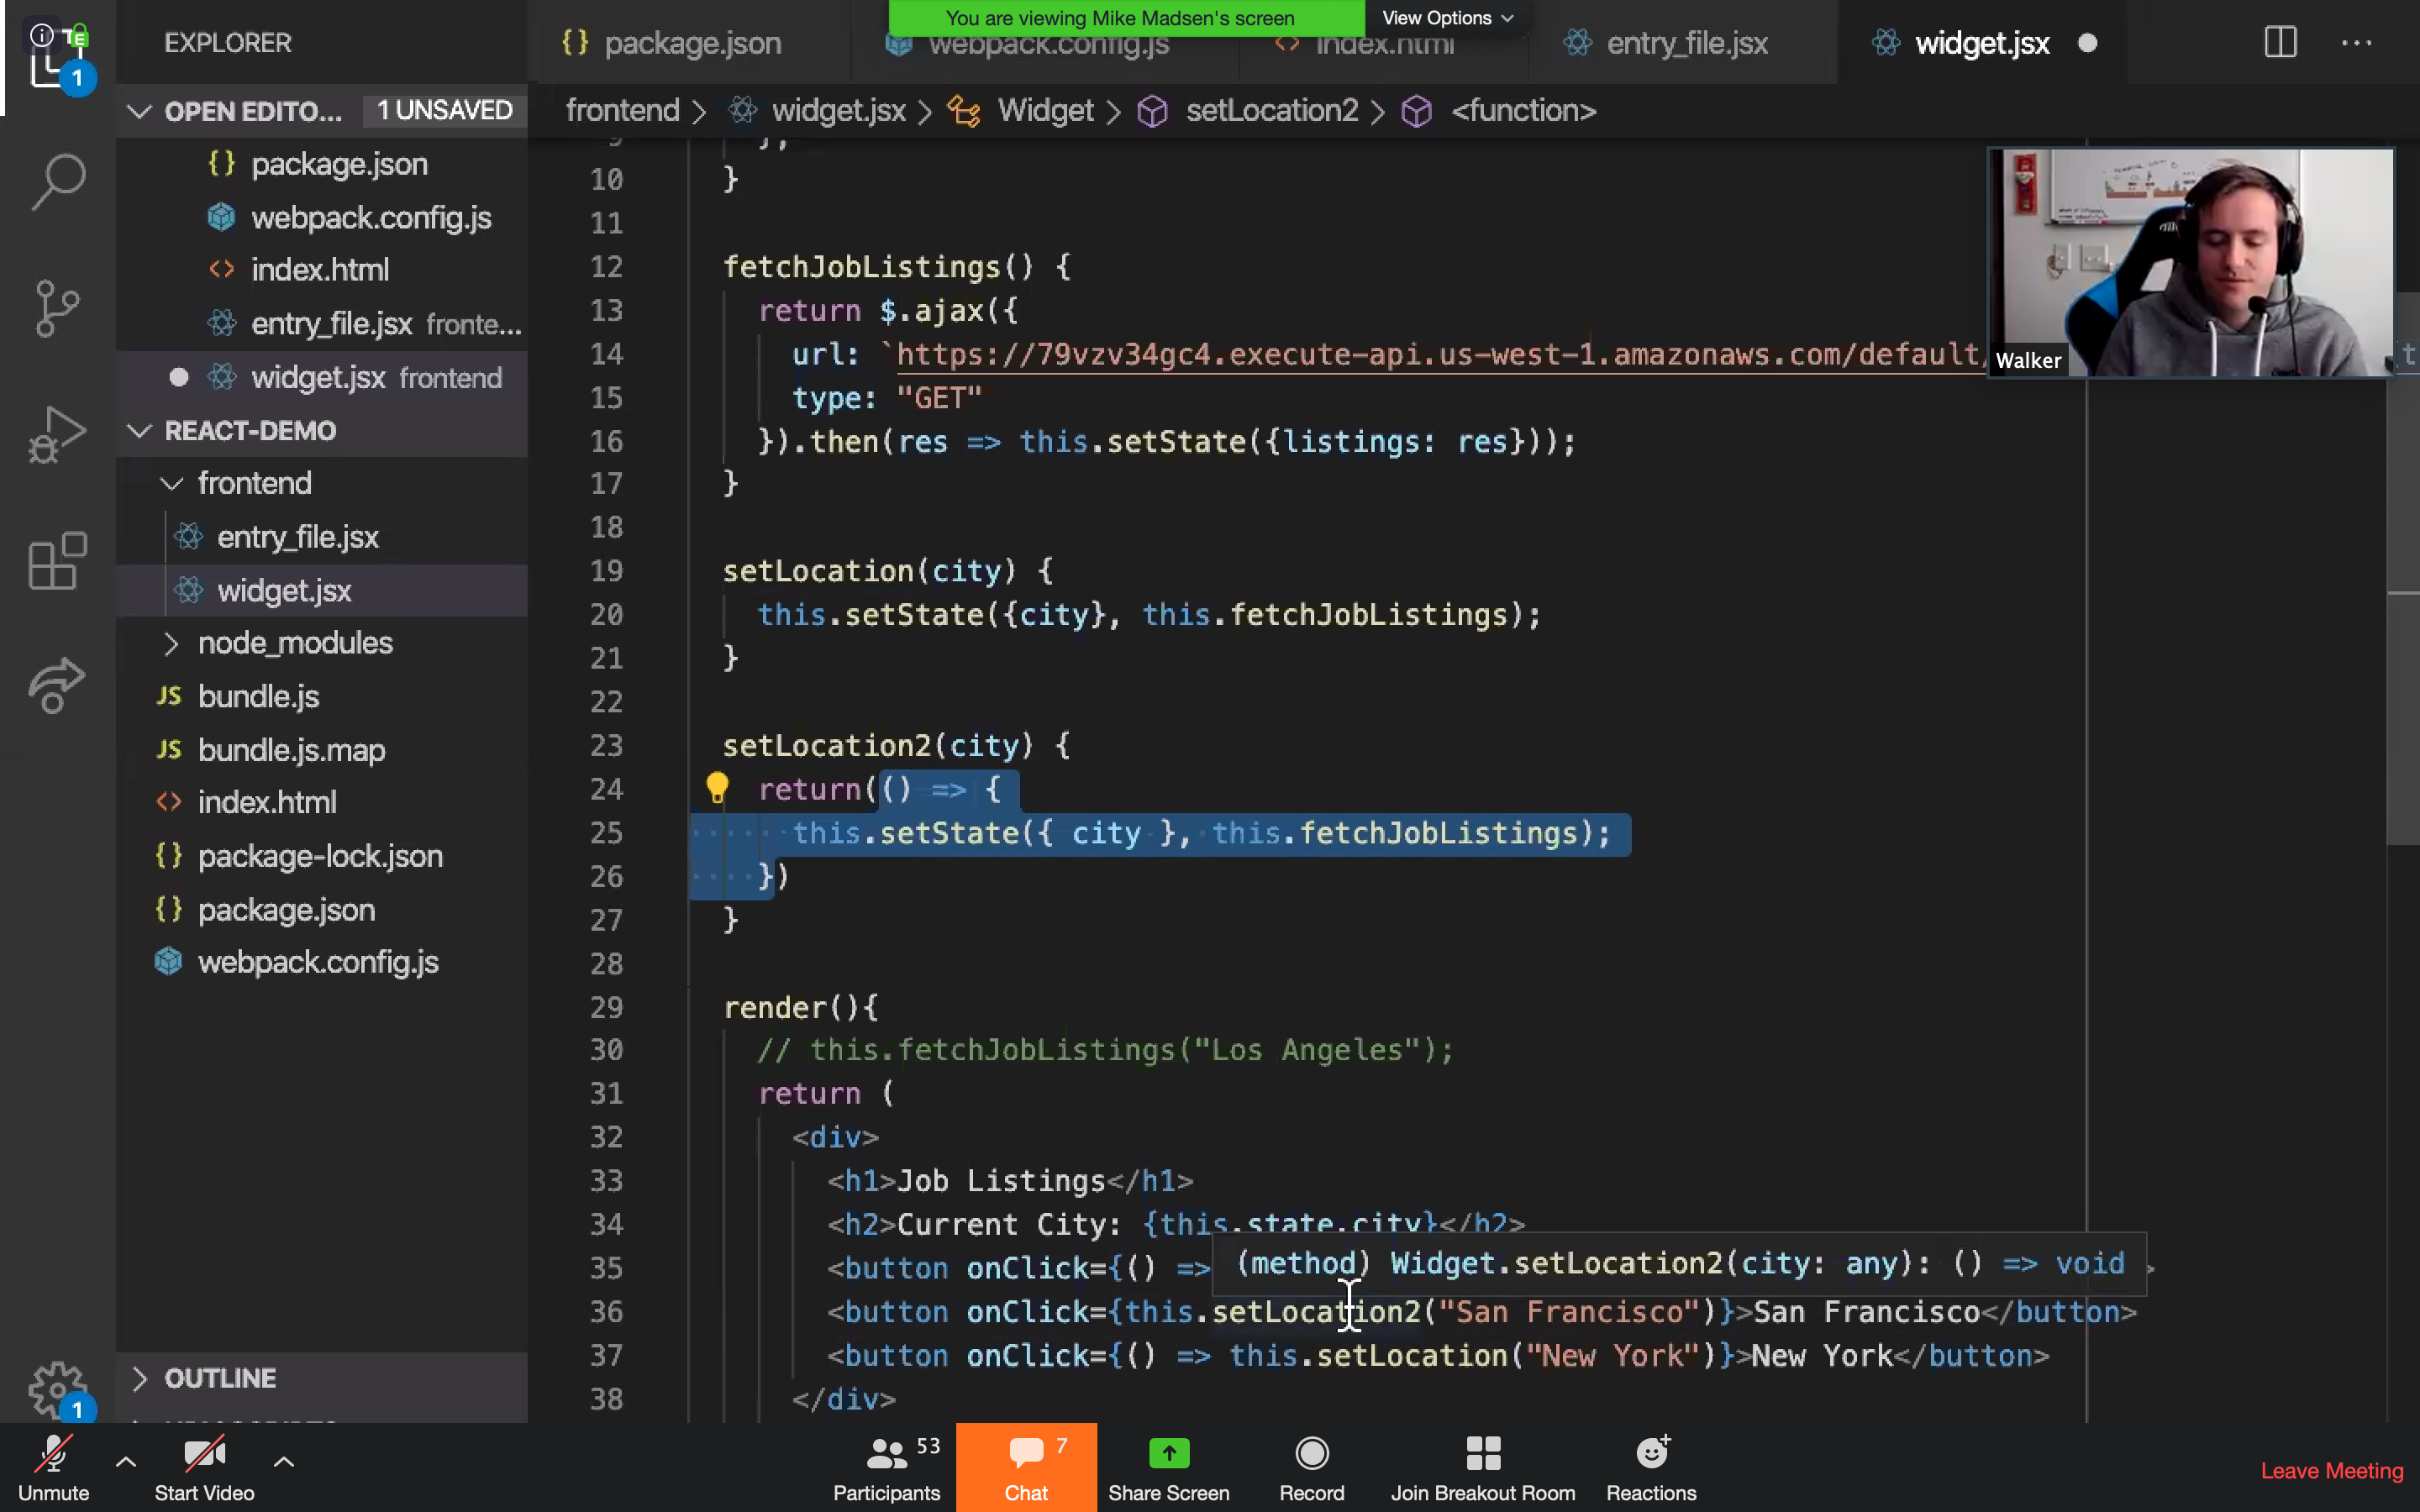 You are viewing Mike Madsen's screen
View Options
1
EXPLORER
package.json
webpack.config.js
index.html
entry_file.jsx
widget.jsx
OPEN EDITO...
1 UNSAVED
frontend > widget.jsx > Widget > setLocation2 > <function>
package.json
webpack.config.js
index.html
entry_file.jsx fronte...
widget.jsx frontend
REACT-DEMO
frontend
entry_file.jsx
widget.jsx
node_modules
bundle.js
bundle.js.map
index.html
package-lock.json
package.json
webpack.config.js
OUTLINE
1
9 };
10 }
11
12 fetchJobListings() {
13 return $.ajax({
14 url: `https://79vzv34gc4.execute-api.us-west-1.amazonaws.com/default/
15 type: "GET"
16 }).then(res => this.setState({listings: res}));
17 }
18
19 setLocation(city) {
20 this.setState({city}, this.fetchJobListings);
21 }
22
23 setLocation2(city) {
24 return(() => {
25 this.setState({ city }, this.fetchJobListings);
26 })
27 }
28
29 render(){
30 // this.fetchJobListings("Los Angeles");
31 return (
32 <div>
33 <h1>Job Listings</h1>
34 <h2>Current City: {this.state.city}</h2>
35 <button onClick={() =>
(method) Widget.setLocation2(city: any): () => void
36 <button onClick={this.setLocation2("San Francisco")}>San Francisco</button>
37 <button onClick={() => this.setLocation("New York")}>New York</button>
38 </div>
Walker
Unmute
Start Video
53
Participants
7
Chat
Share Screen
Record
Join Breakout Room
Reactions
Leave Meeting